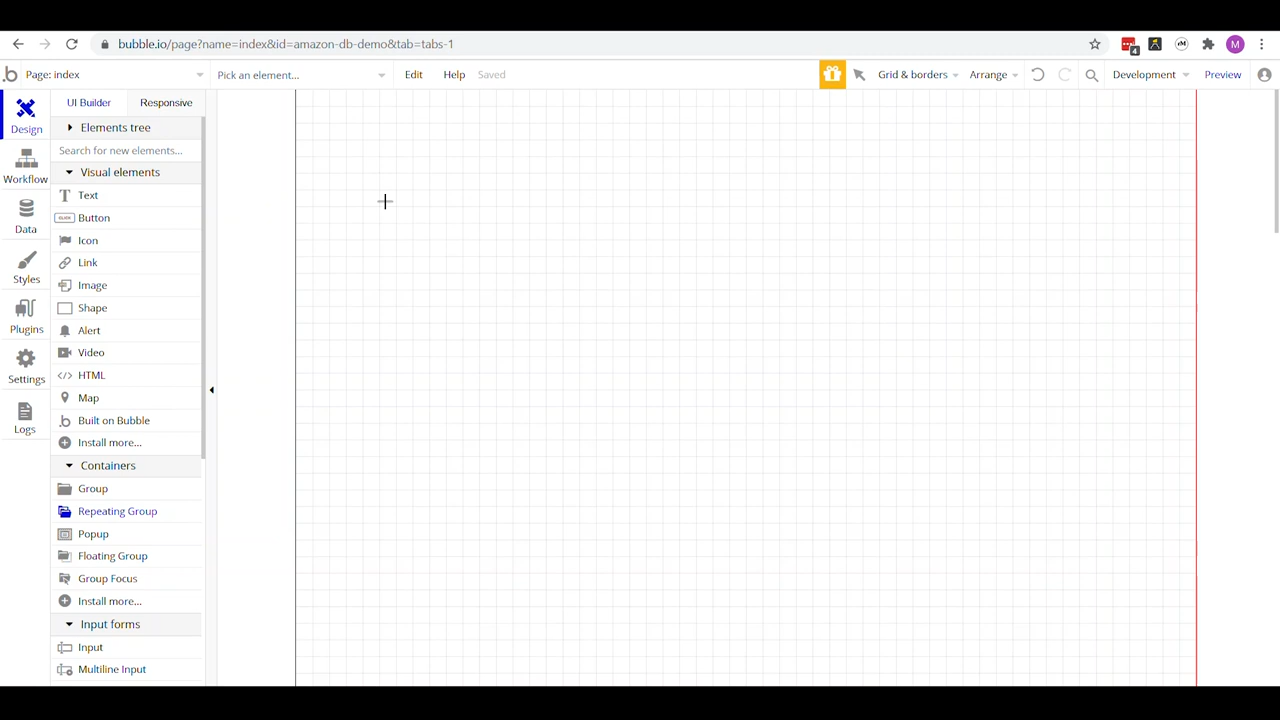 bubble.io/page?name=index&id=amazon-db-demo&tab=tabs-1
4
M
Page: index
Pick an element...
Edit
Help
Saved
Grid & borders
Arrange
Development
Preview
UI Builder
Responsive
Design
Workflow
Data
Styles
Plugins
Settings
Logs
Elements tree
Search for new elements...
Visual elements
Text
CLICK
Button
Icon
Link
Image
Shape
Alert
Video
HTML
Map
Built on Bubble
Install more...
Containers
Group
Repeating Group
Popup
Floating Group
Group Focus
Install more...
Input forms
Input
Multiline Input